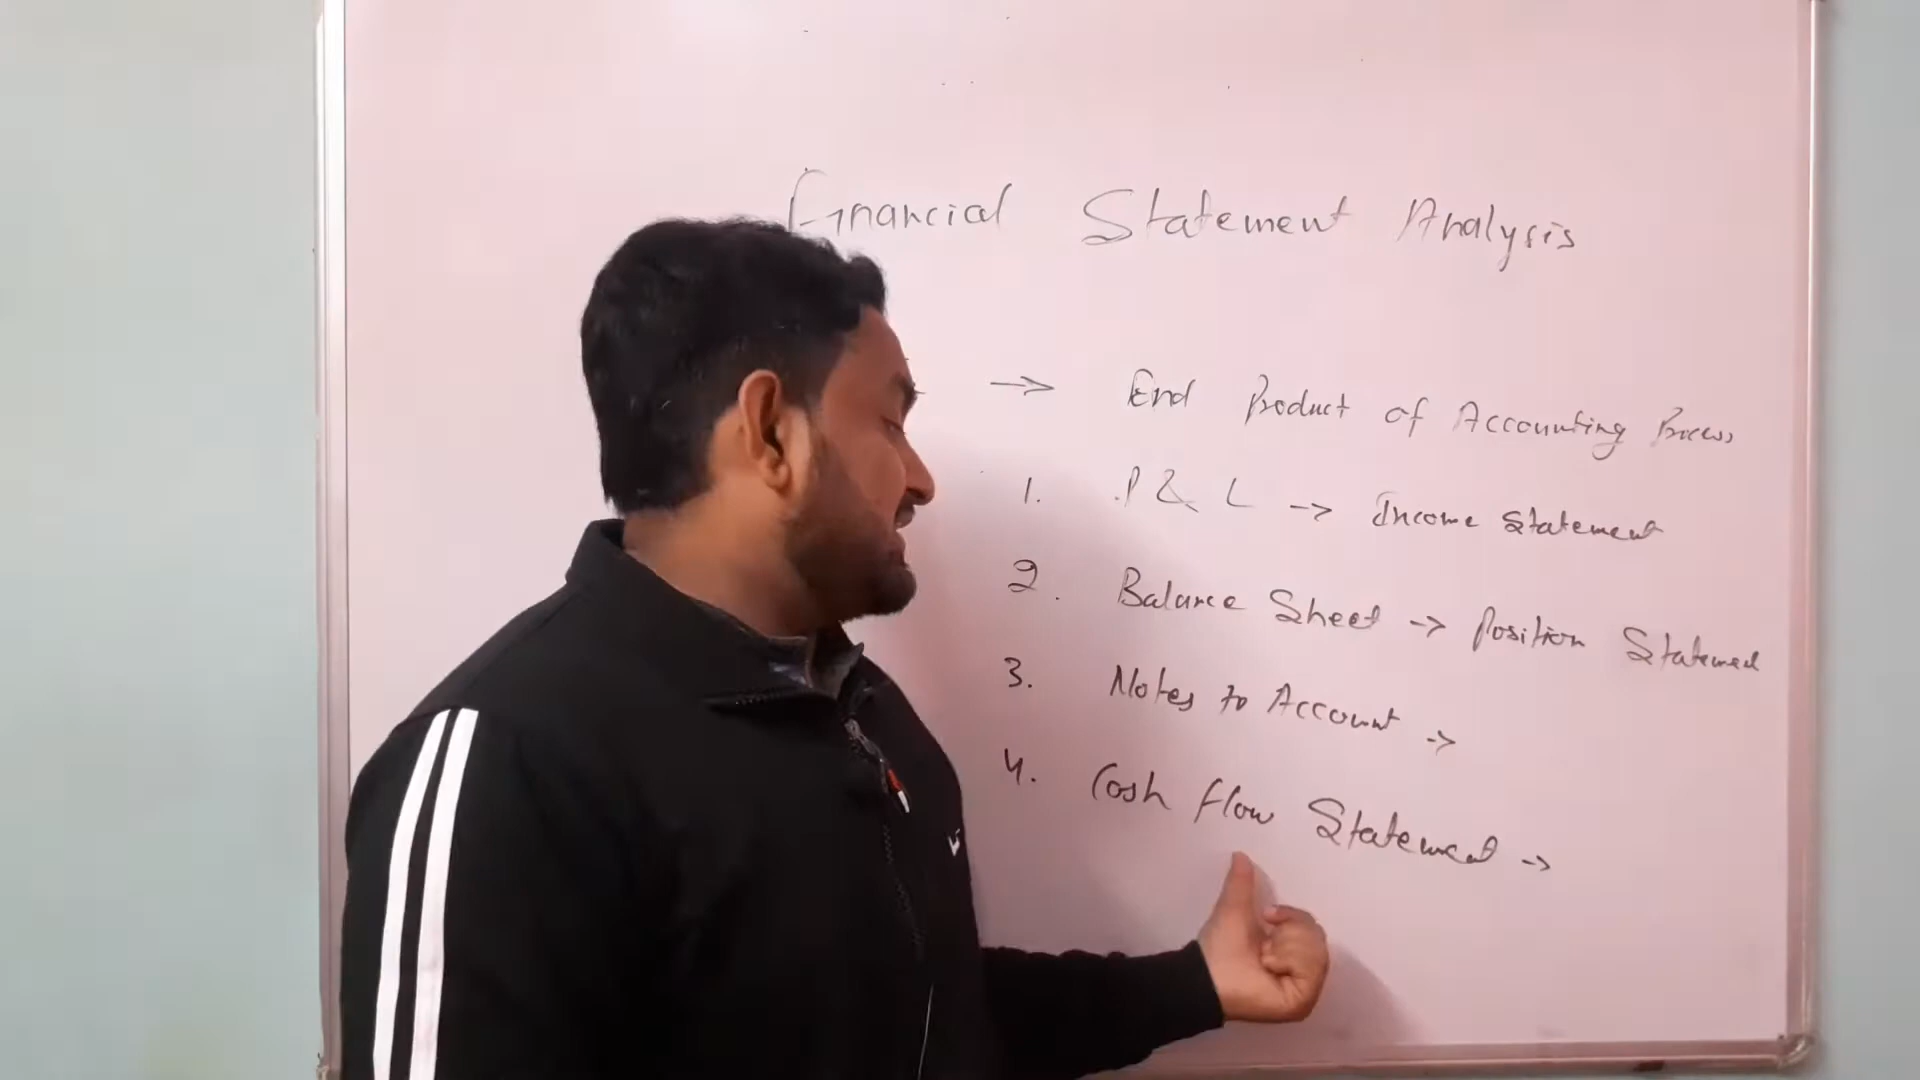 Financial Statement Analysis
→ End Product of Accounting Process
1. P & L → Income Statement
2. Balance Sheet → Position Statement
3. Notes to Account →
4. Cash flow Statement →